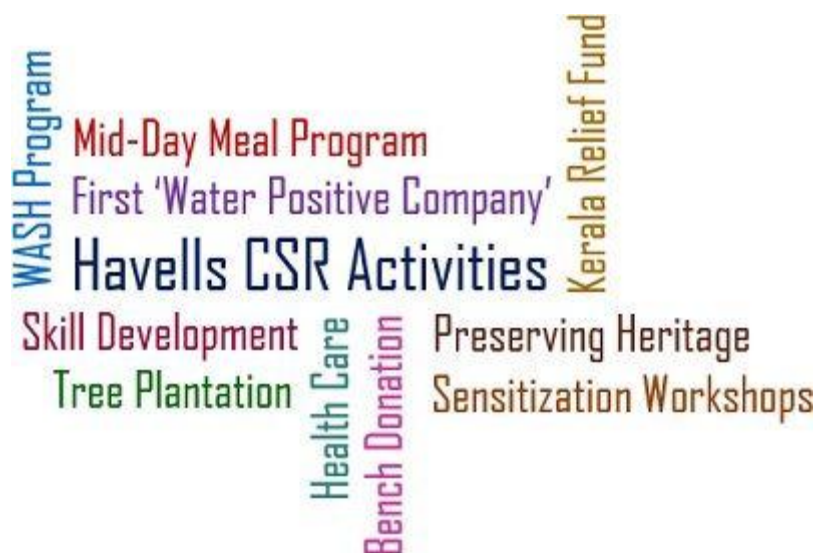 WASH Program
Mid-Day Meal Program
First ‘Water Positive Company’
Havells CSR Activities
Kerala Relief Fund
Skill Development
Tree Plantation
Health Care
Bench Donation
Preserving Heritage
Sensitization Workshops